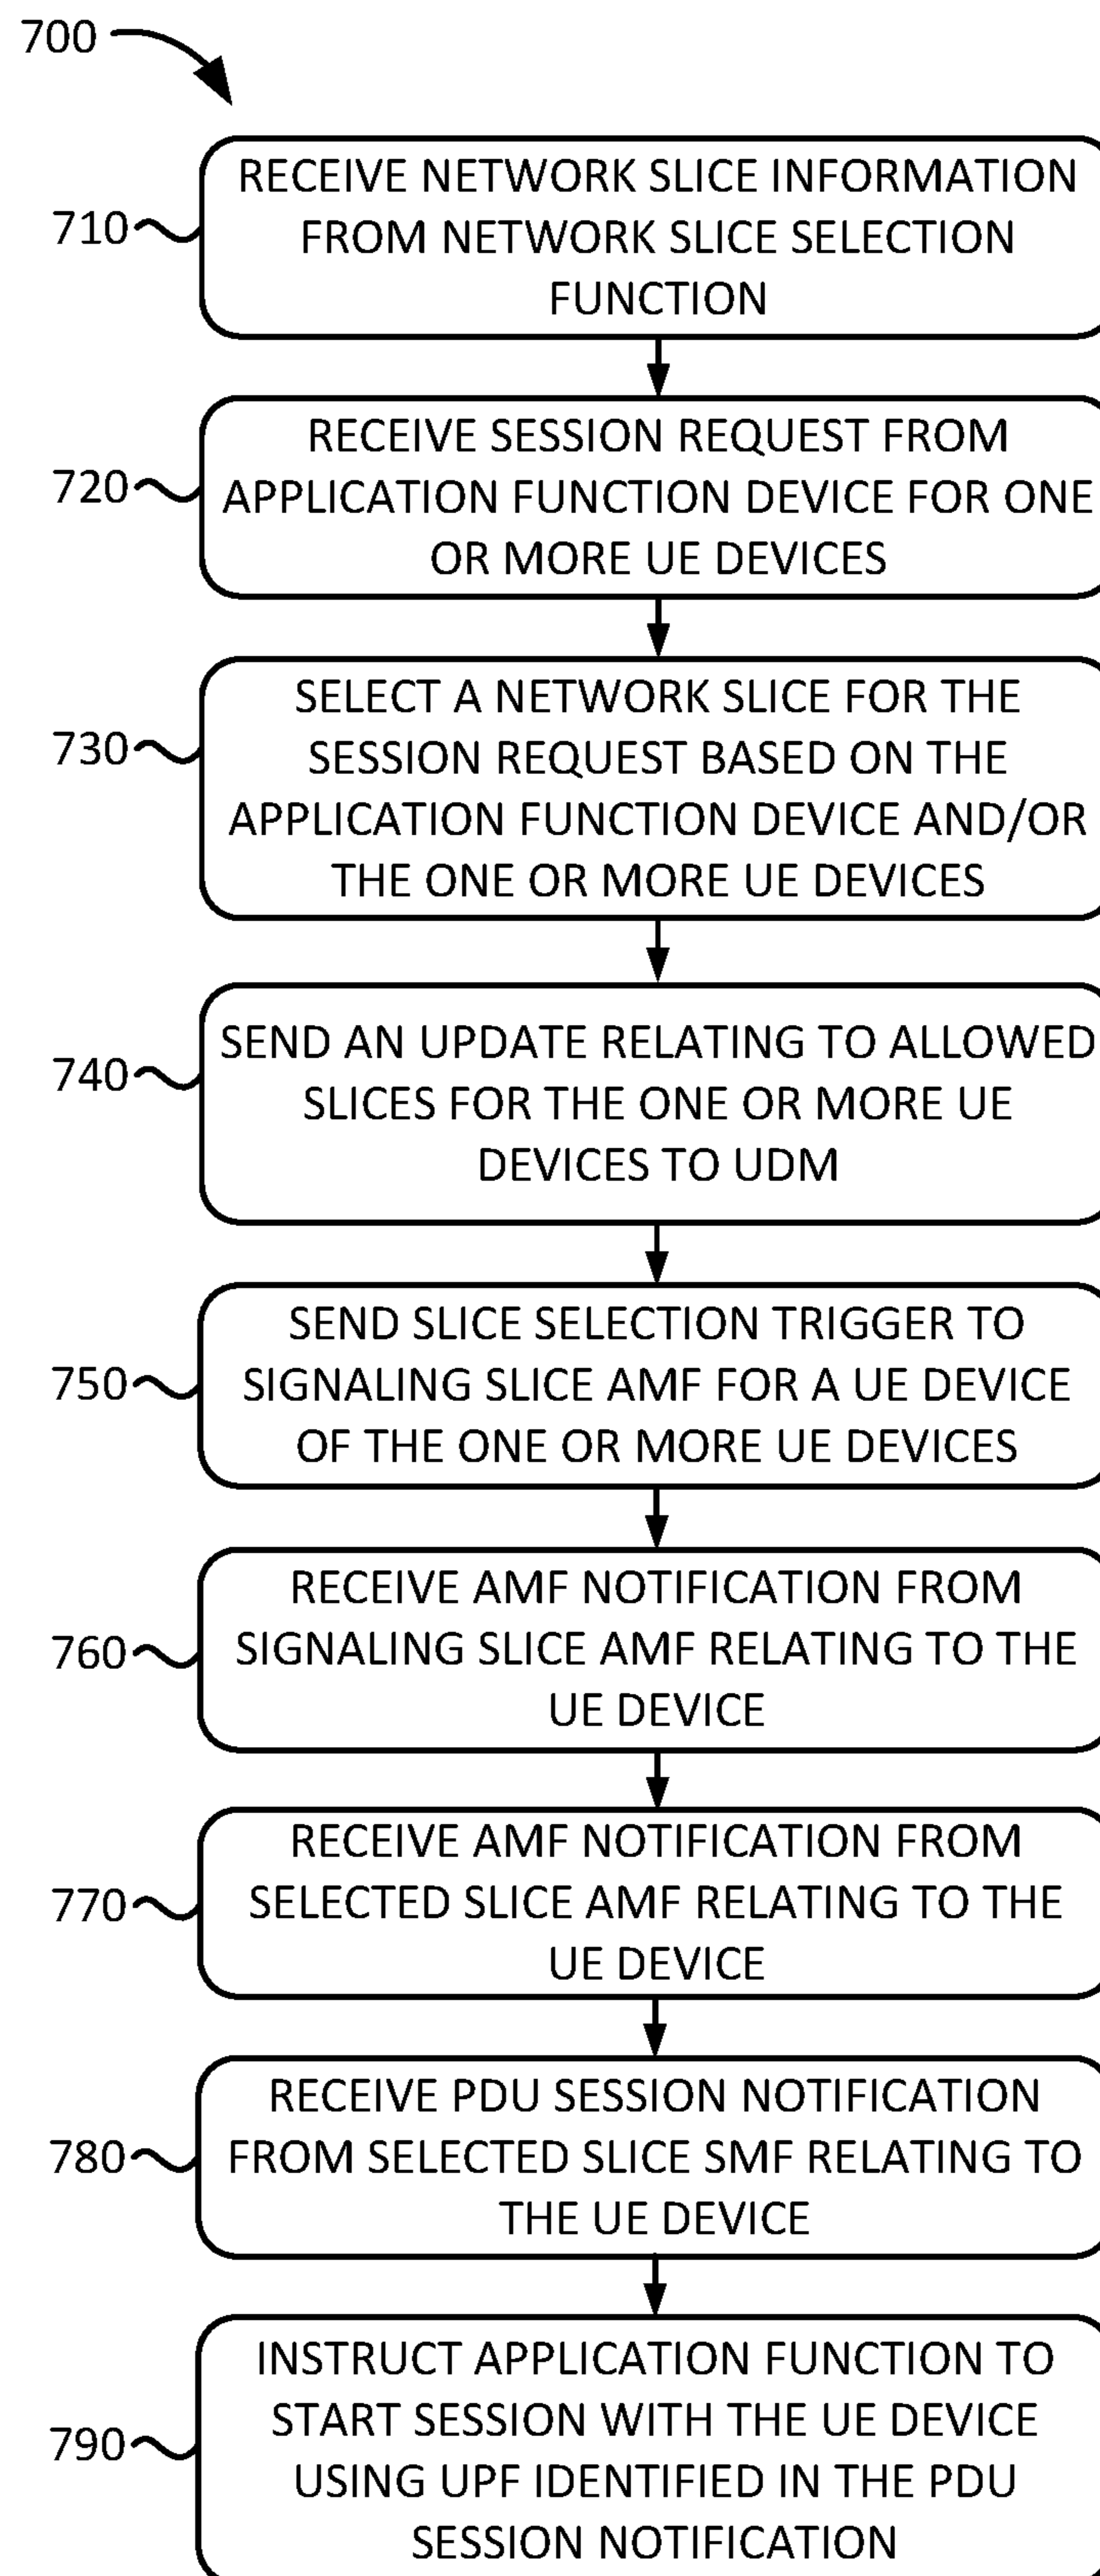 700
710
RECEIVE NETWORK SLICE INFORMATION
FROM NETWORK SLICE SELECTION
FUNCTION
720
RECEIVE SESSION REQUEST FROM
APPLICATION FUNCTION DEVICE FOR ONE
OR MORE UE DEVICES
730
SELECT A NETWORK SLICE FOR THE
SESSION REQUEST BASED ON THE
APPLICATION FUNCTION DEVICE AND/OR
THE ONE OR MORE UE DEVICES
740
SEND AN UPDATE RELATING TO ALLOWED
SLICES FOR THE ONE OR MORE UE
DEVICES TO UDM
750
SEND SLICE SELECTION TRIGGER TO
SIGNALING SLICE AMF FOR A UE DEVICE
OF THE ONE OR MORE UE DEVICES
760
RECEIVE AMF NOTIFICATION FROM
SIGNALING SLICE AMF RELATING TO THE
UE DEVICE
770
RECEIVE AMF NOTIFICATION FROM
SELECTED SLICE AMF RELATING TO THE
UE DEVICE
780
RECEIVE PDU SESSION NOTIFICATION
FROM SELECTED SLICE SMF RELATING TO
THE UE DEVICE
790
INSTRUCT APPLICATION FUNCTION TO
START SESSION WITH THE UE DEVICE
USING UPF IDENTIFIED IN THE PDU
SESSION NOTIFICATION